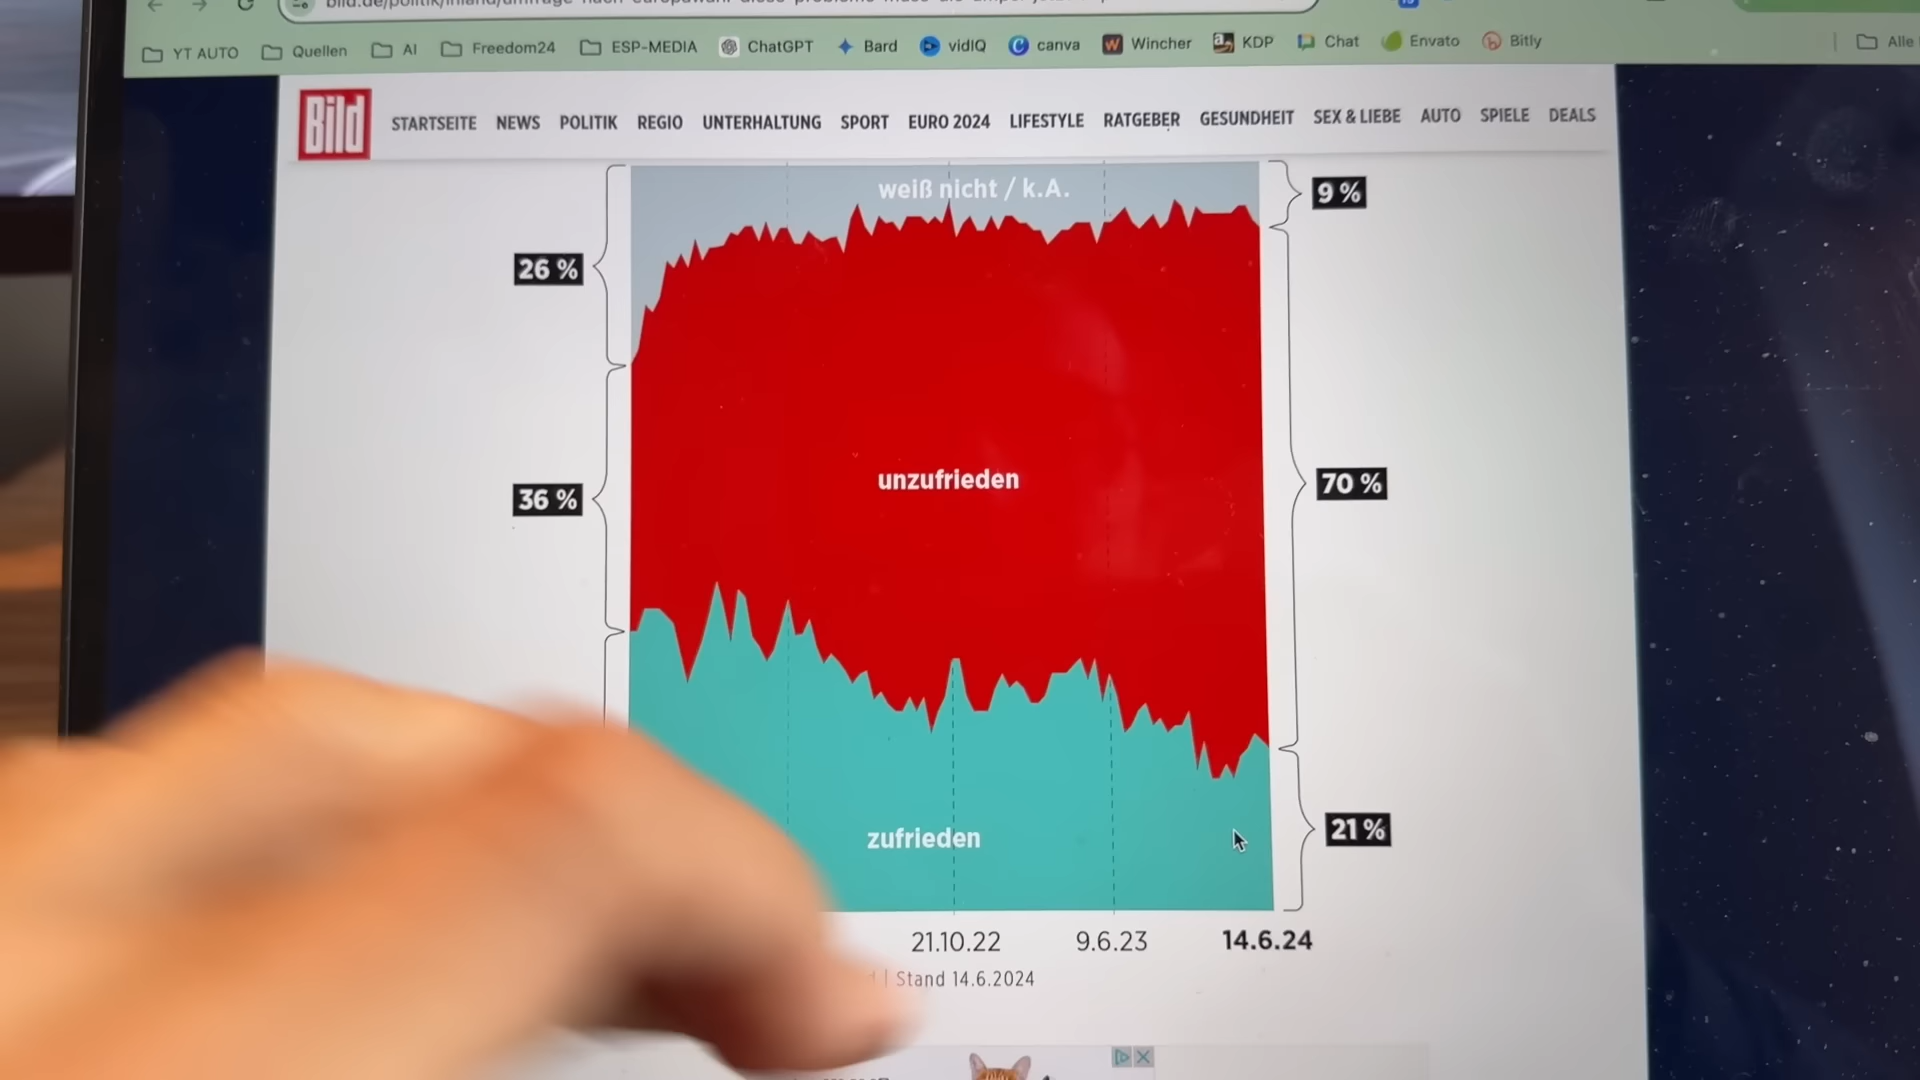 YT AUTO Quellen AI Freedom24 ESP-MEDIA ChatGPT Bard vidIQ canva Wincher KDP Chat Envato Bitly Alle
Bild STARTSEITE NEWS POLITIK REGIO UNTERHALTUNG SPORT EURO 2024 LIFESTYLE RATGEBER GESUNDHEIT SEX & LIEBE AUTO SPIELE DEALS
weiß nicht / k.A.
9 %
26 %
unzufrieden
70 %
36 %
zufrieden
21 %
21.10.22 9.6.23 14.6.24
| Stand 14.6.2024